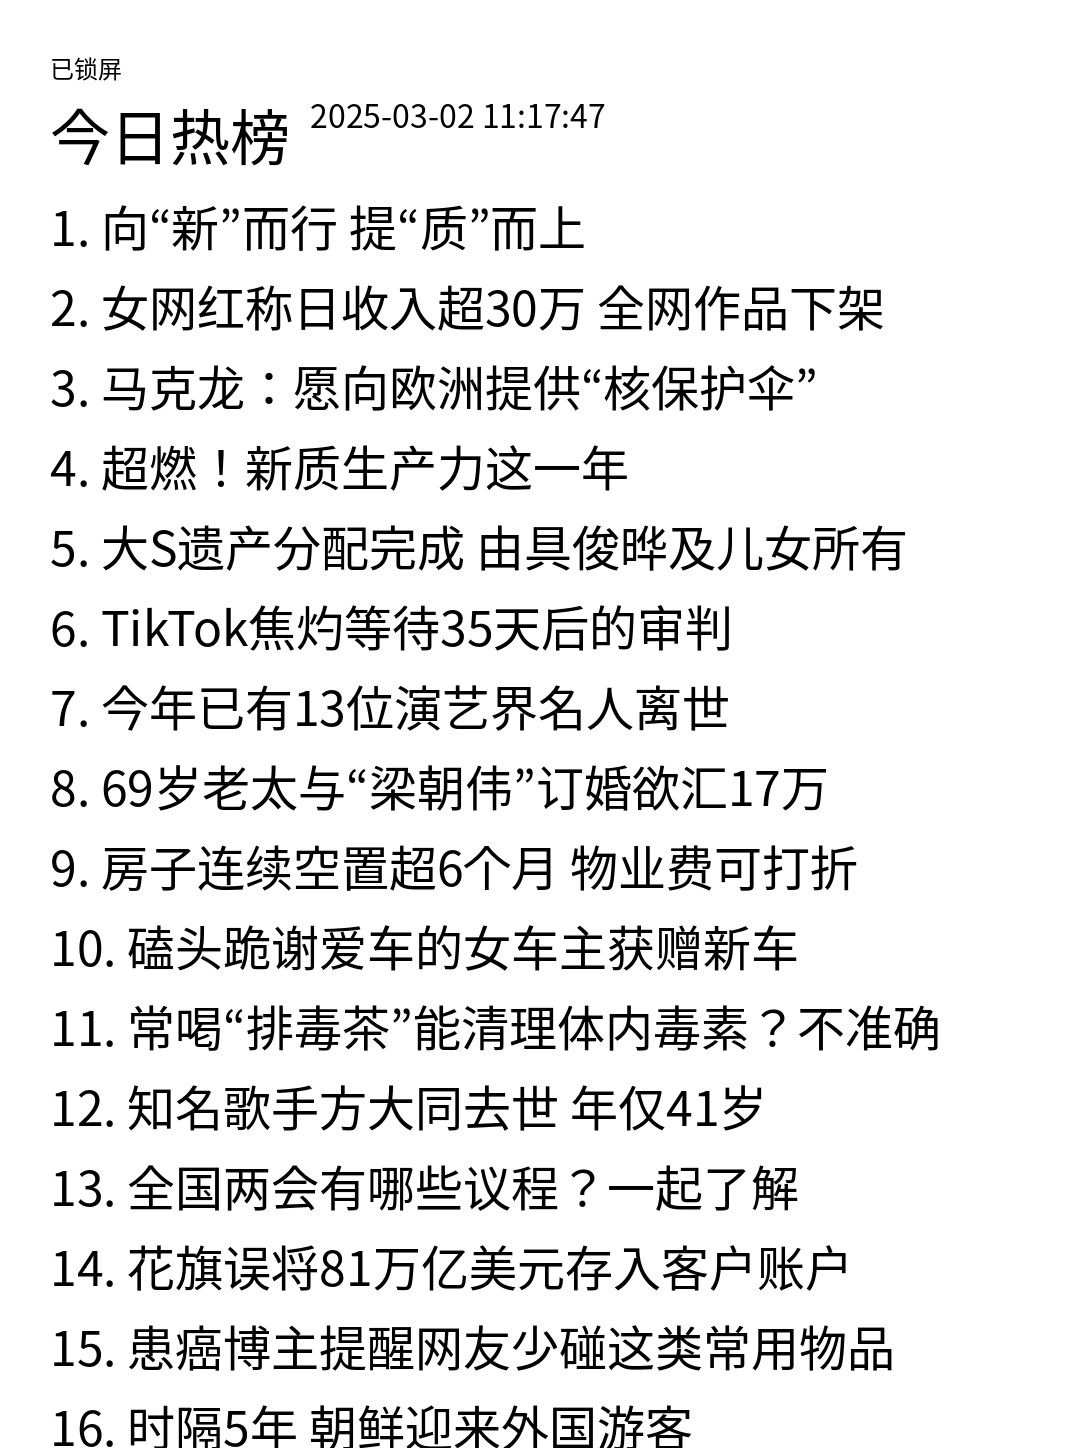 已锁屏
今日热榜 2025-03-02 11:17:47
1. 向“新”而行 提“质”而上
2. 女网红称日收入超30万 全网作品下架
3. 马克龙：愿向欧洲提供“核保护伞”
4. 超燃！新质生产力这一年
5. 大S遗产分配完成 由具俊晔及儿女所有
6. TikTok焦灼等待35天后的审判
7. 今年已有13位演艺界名人离世
8. 69岁老太与“梁朝伟”订婚欲汇17万
9. 房子连续空置超6个月 物业费可打折
10. 磕头跪谢爱车的女车主获赠新车
11. 常喝“排毒茶”能清理体内毒素？不准确
12. 知名歌手方大同去世 年仅41岁
13. 全国两会有哪些议程？一起了解
14. 花旗误将81万亿美元存入客户账户
15. 患癌博主提醒网友少碰这类常用物品
16. 时隔5年 朝鲜迎来外国游客